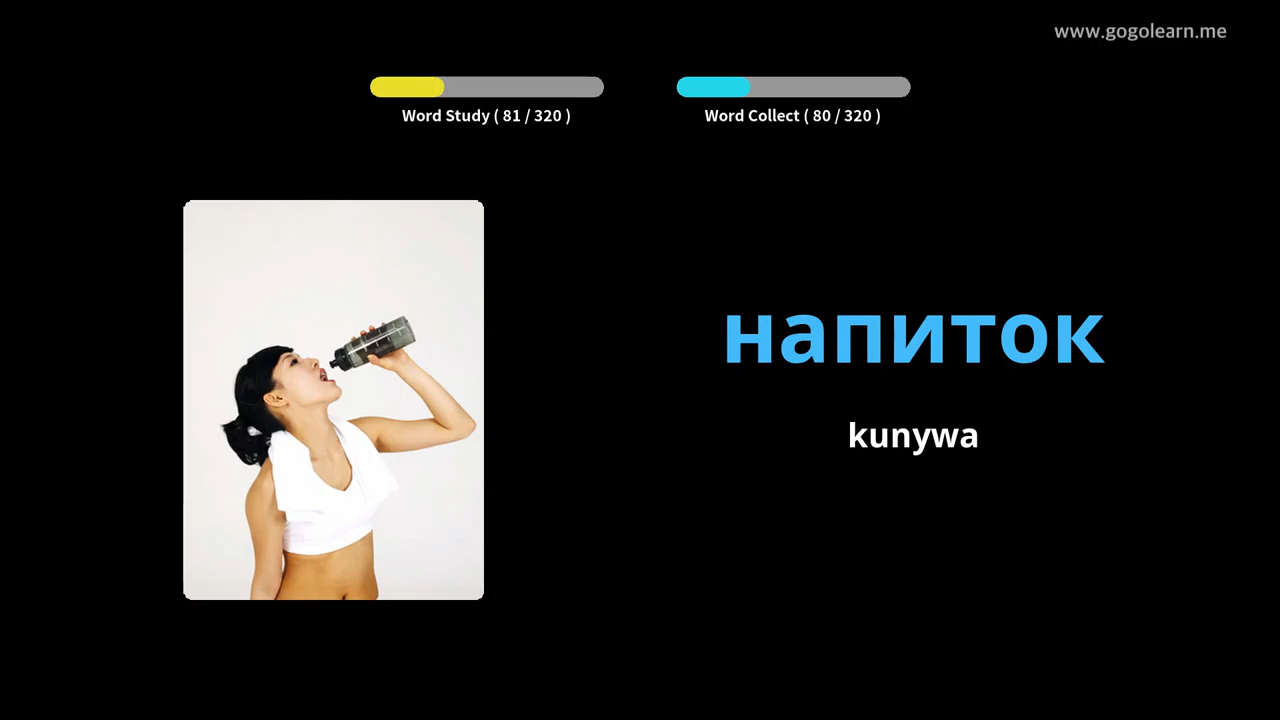 www.gogolearn.me
Word Study ( 81 / 320 )
Word Collect ( 80 / 320 )
напиток
kunywa